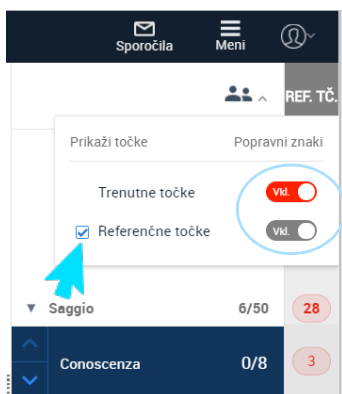 Sporočila Meni
REF. TČ.
Prikaži točke Popravni znaki
Trenutne točke Vkl.
Referenčne točke Vkl.
Saggio 6/50 28
Conoscenza 0/8 3